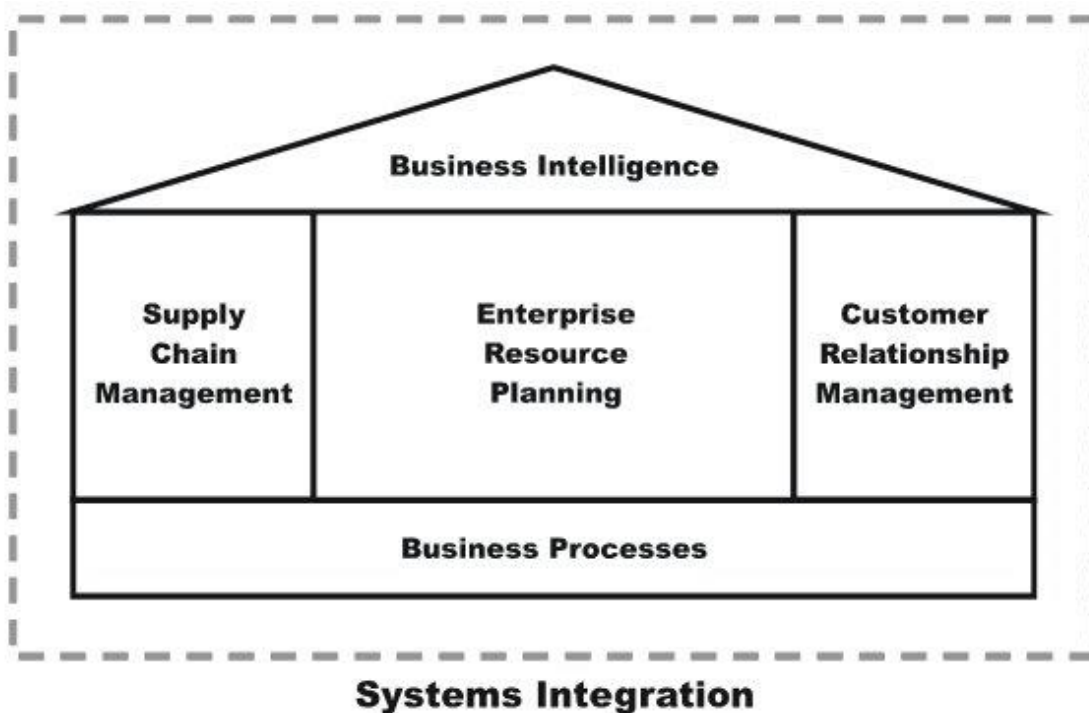 Business Intelligence
Supply
Chain
Management
Enterprise
Resource
Planning
Customer
Relationship
Management
Business Processes
Systems Integration